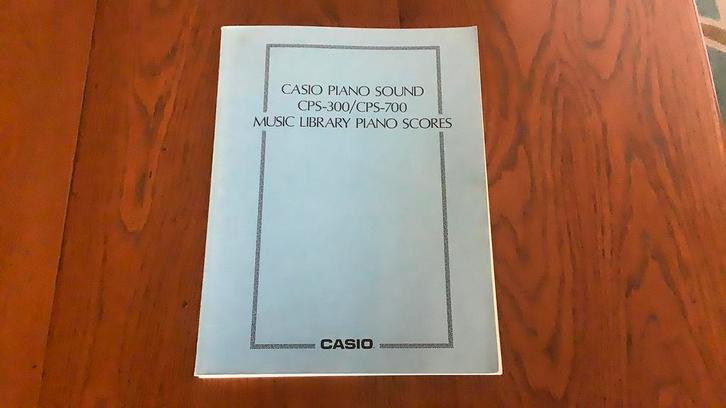 CASIO PIANO SOUND
CPS-300/CPS-700
MUSIC LIBRARY PIANO SCORES
CASIO